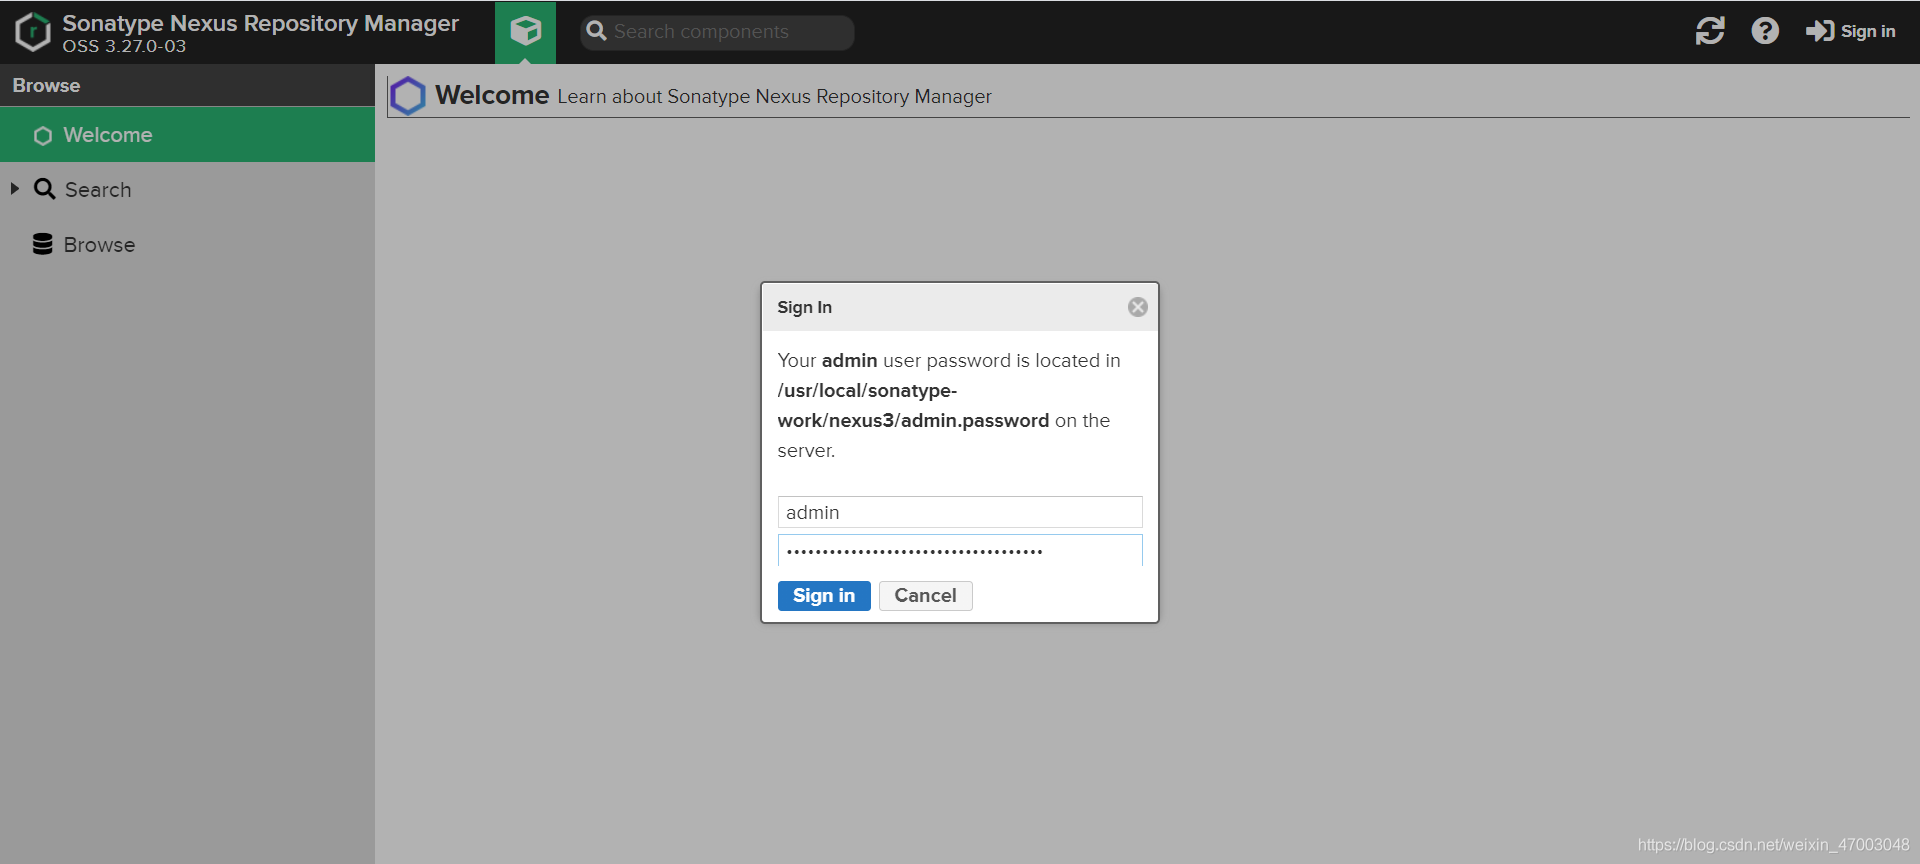 Sonatype Nexus Repository Manager
OSS 3.27.0-03
Search components
Sign in
Browse
Welcome
Search
Browse
Welcome Learn about Sonatype Nexus Repository Manager
Sign In
Your admin user password is located in
/usr/local/sonatype-
work/nexus3/admin.password on the
server.
admin
••••••••••••••••••••••••••••••••••••
Sign in
Cancel
https://blog.csdn.net/weixin_47003048